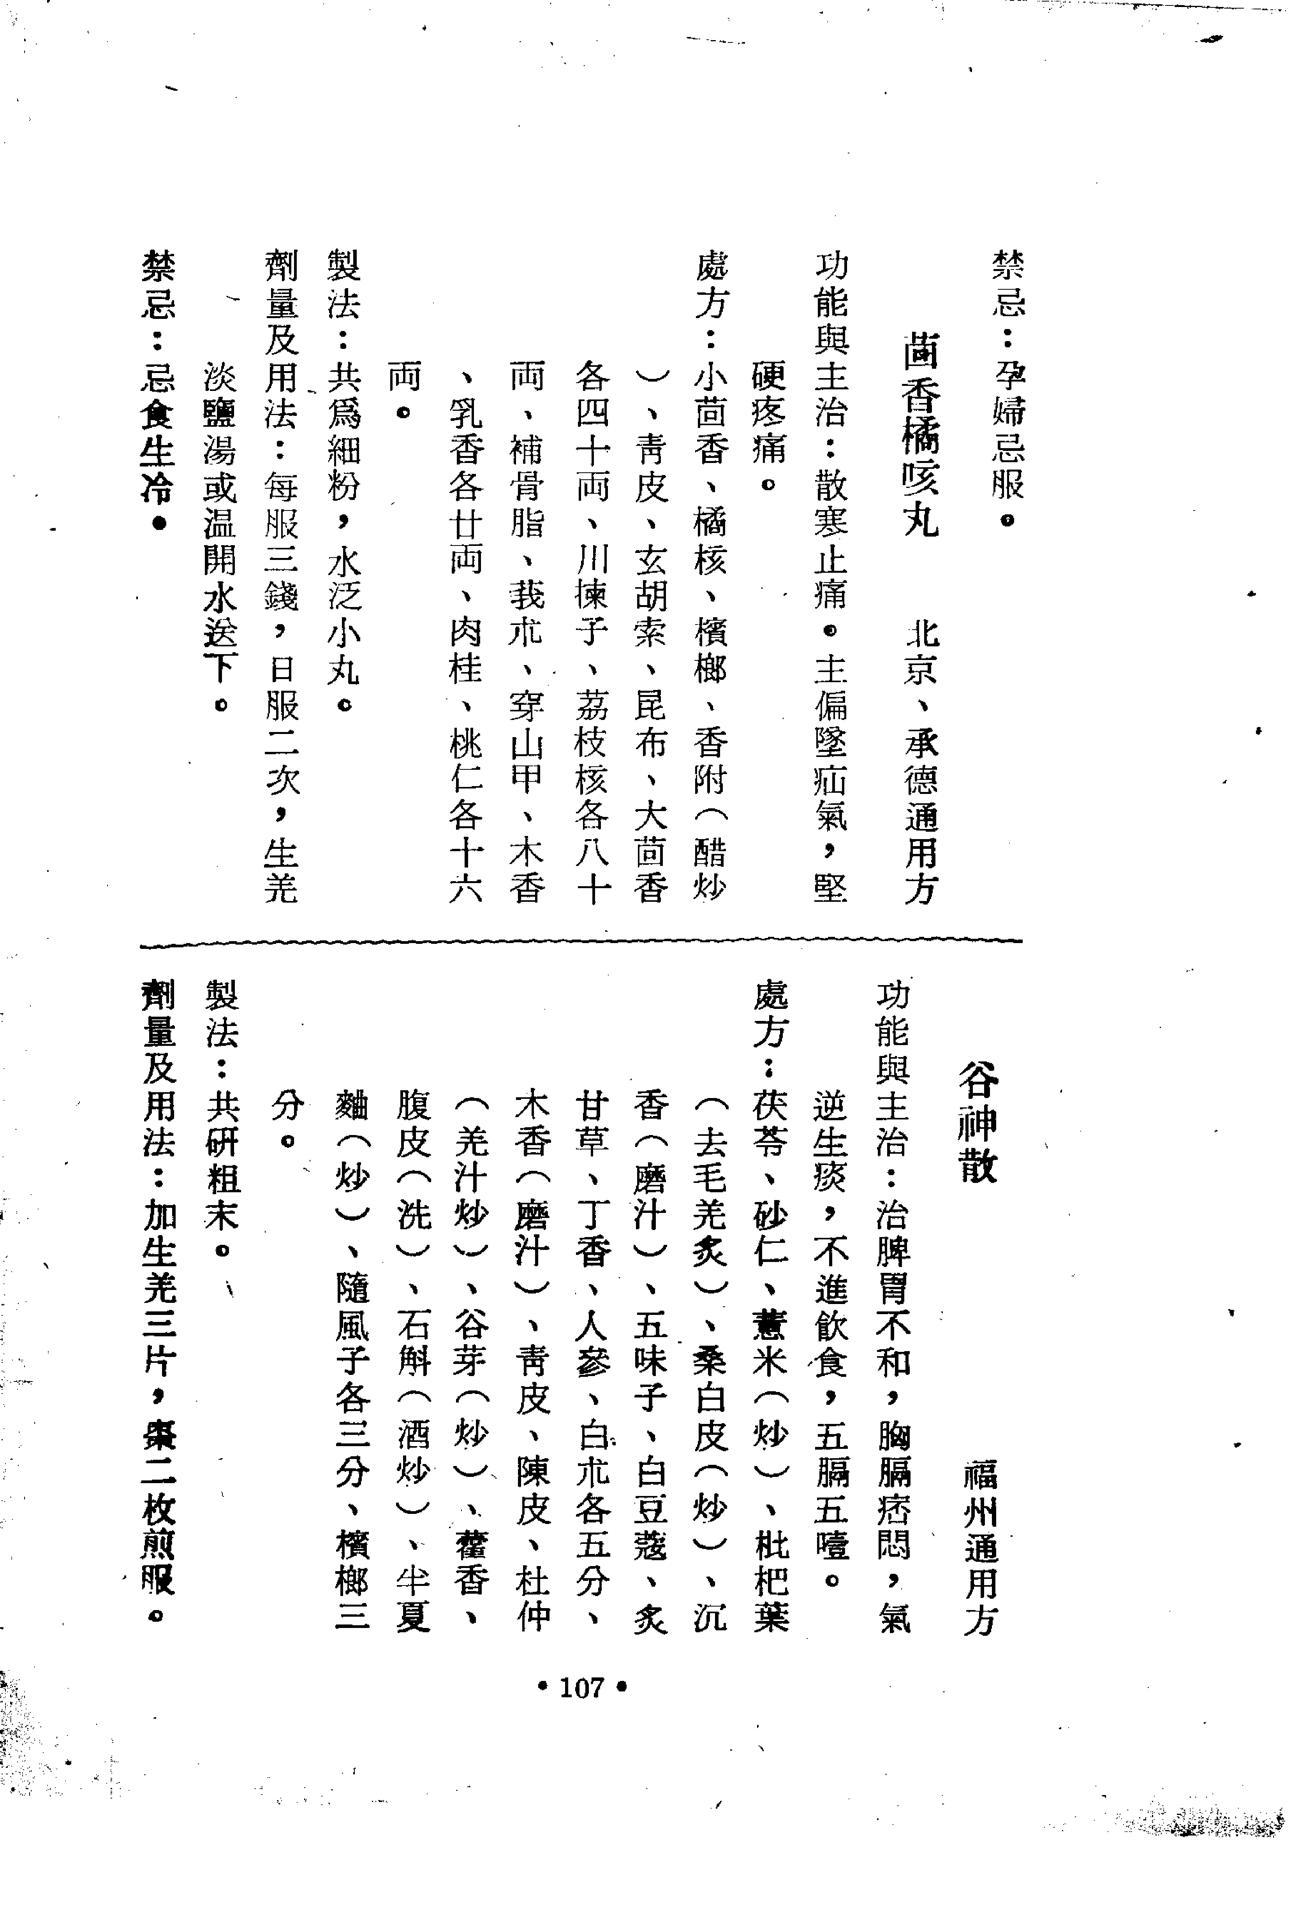 禁忌：孕婦忌服。
茴香橘咳丸　北京、承德通用方
功能與主治：散寒止痛。主偏墜疝氣，堅
硬疼痛。
處方：小茴香、橘核、檳榔、香附（醋炒
）、青皮、玄胡索、昆布、大茴香
各四十両、川楝子、荔枝核各八十
両、補骨脂、莪朮、穿山甲、木香
、乳香各廿両、肉桂、桃仁各十六
両。
製法：共爲細粉，水泛小丸。
劑量及用法：每服三錢，日服二次，生羌
淡鹽湯或温開水送下。
禁忌：忌食生冷。
谷神散　福州通用方
功能與主治：治脾胃不和，胸膈痞悶，氣
逆生痰，不進飲食，五膈五噎。
處方：茯苓、砂仁、薏米（炒）、枇杷葉
（去毛羌炙）、桑白皮（炒）、沉
香（磨汁）、五味子、白豆蔻、炙
甘草、丁香、人參、白朮各五分、
木香（磨汁）、青皮、陳皮、杜仲
（羌汁炒）、谷芽（炒）、藿香、
腹皮（洗）、石斛（酒炒）、半夏
麯（炒）、隨風子各三分、檳榔三
分。
製法：共研粗末。
劑量及用法：加生羌三片，棗二枚煎服。
•107•